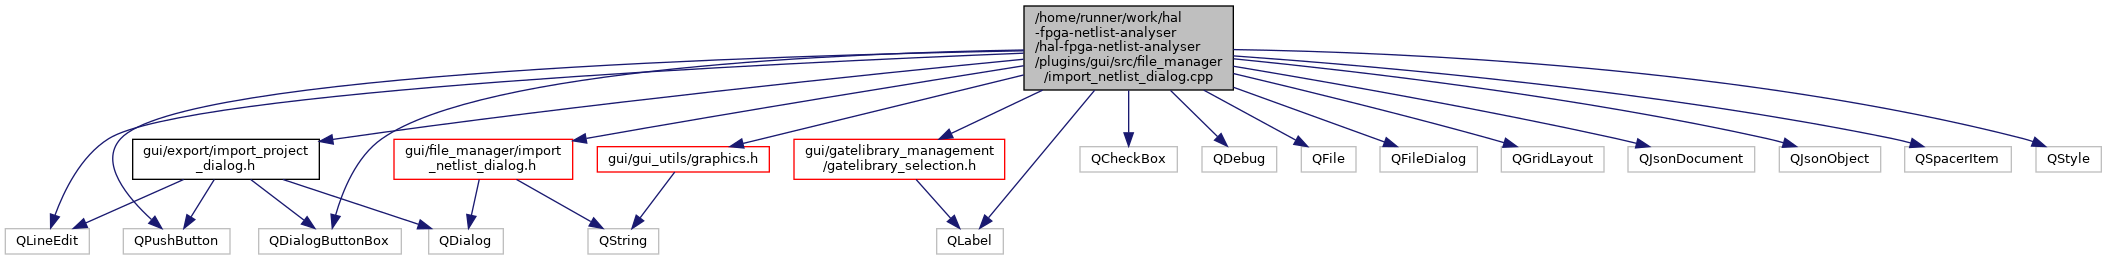 /home/runner/work/hal
-fpga-netlist-analyser
/hal-fpga-netlist-analyser
/plugins/gui/src/file_manager
/import_netlist_dialog.cpp
gui/export/import_project
_dialog.h
gui/file_manager/import
_netlist_dialog.h
gui/gui_utils/graphics.h
gui/gatelibrary_management
/gatelibrary_selection.h
QCheckBox
QDebug
QFile
QFileDialog
QGridLayout
QJsonDocument
QJsonObject
QSpacerItem
QStyle
QLineEdit
QPushButton
QDialogButtonBox
QDialog
QString
QLabel